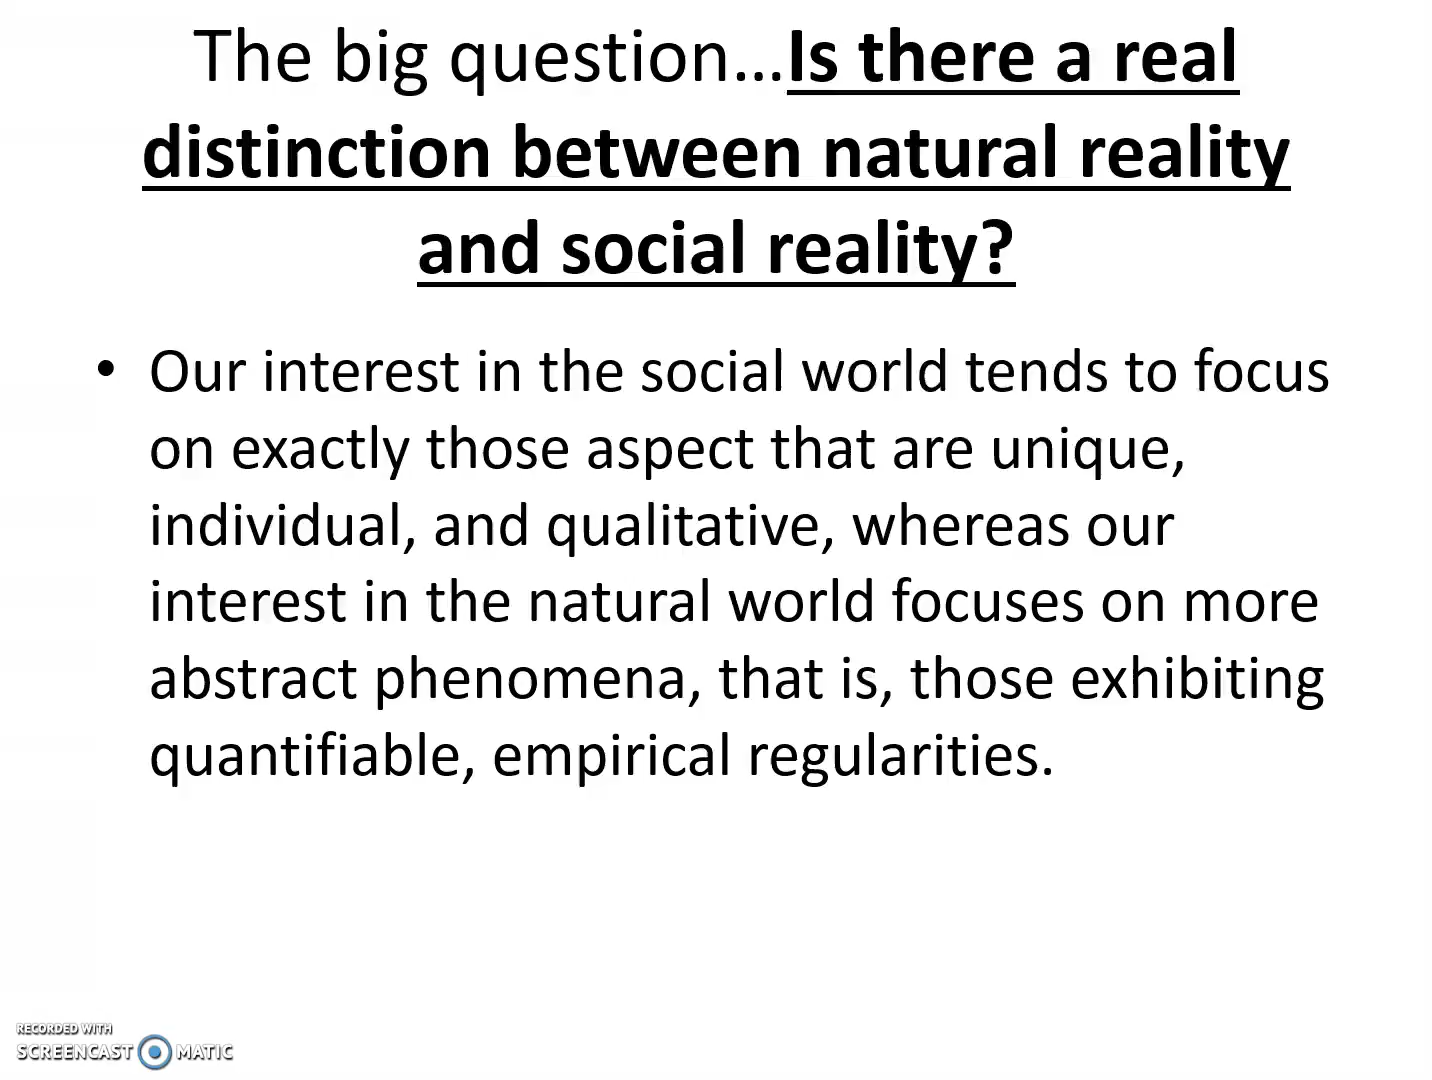 The big question...Is there a real
distinction between natural reality
and social reality?
• Our interest in the social world tends to focus
on exactly those aspect that are unique,
individual, and qualitative, whereas our
interest in the natural world focuses on more
abstract phenomena, that is, those exhibiting
quantifiable, empirical regularities.
RECORDED WITH
SCREENCAST MATIC